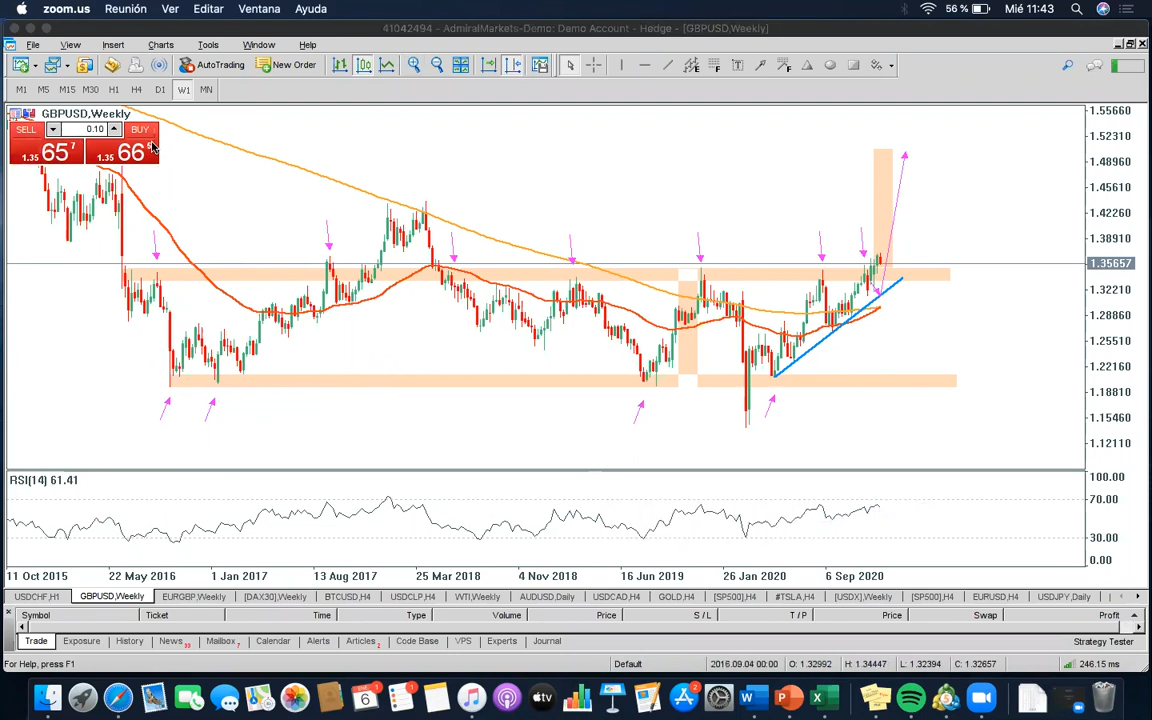 zoom.us Reunión Ver Editar Ventana Ayuda 56 % Mié 11:43
41042494 - AdmiralMarkets-Demo: Demo Account - Hedge - [GBPUSD,Weekly]
File View Insert Charts Tools Window Help
AutoTrading New Order
M1 M5 M15 M30 H1 H4 D1 W1 MN
GBPUSD,Weekly
SELL 0.10 BUY
1.35 65 7 1.35 66
1.55660
1.52310
1.48960
1.45610
1.42260
1.38910
1.35657
1.32210
1.28860
1.25510
1.22160
1.18810
1.15460
1.12110
RSI(14) 61.41
100.00
70.00
30.00
0.00
11 Oct 2015 22 May 2016 1 Jan 2017 13 Aug 2017 25 Mar 2018 4 Nov 2018 16 Jun 2019 26 Jan 2020 6 Sep 2020
USDCHF,H1 GBPUSD,Weekly EURGBP,Weekly [DAX30],Weekly BTCUSD,H4 USDCLP,H4 WTI,Weekly AUDUSD,Daily USDCAD,H4 GOLD,H4 [SP500],H4 #TSLA,H4 [USDX],Weekly [SP500],H4 EURUSD,H4 USDJPY,Daily
Symbol Ticket Time Type Volume Price S / L T / P Price Swap Profit
Trade Exposure History News Mailbox 7 Calendar Alerts Articles 2 Code Base VPS Experts Journal Strategy Tester
For Help, press F1 Default 2016.09.04 00:00 O: 1.32992 H: 1.34447 L: 1.32394 C: 1.32657 246.15 ms